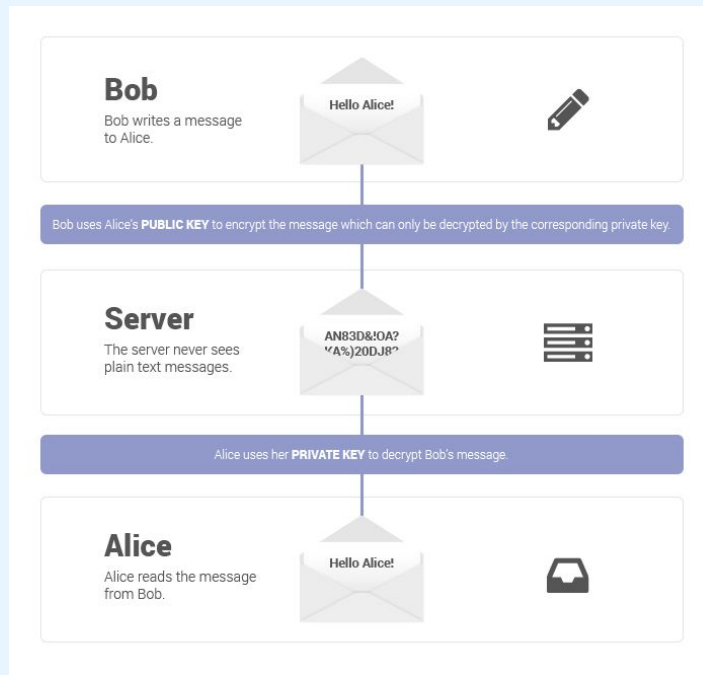 Bob
Bob writes a message
to Alice.
Hello Alice!
Bob uses Alice's PUBLIC KEY to encrypt the message which can only be decrypted by the corresponding private key.
Server
The server never sees
plain text messages.
AN83D&!OA?
Alice uses her PRIVATE KEY to decrypt Bob's message.
Alice
Alice reads the message
from Bob.
Hello Alice!